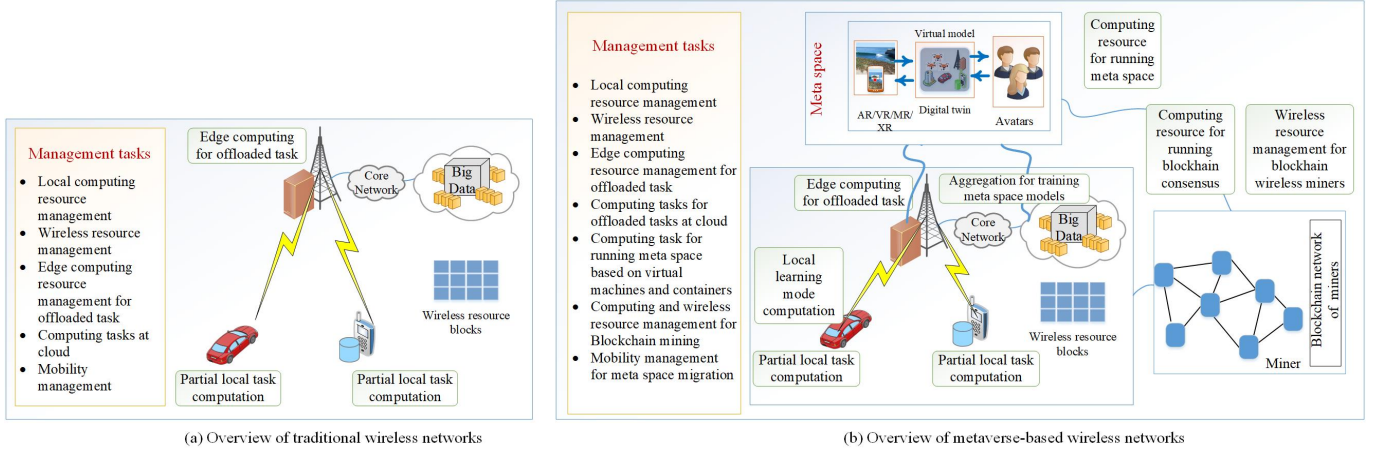 Management tasks
• Local computing
resource
management
• Wireless resource
management
• Edge computing
resource
management for
offloaded task
• Computing tasks at
cloud
• Mobility
management
Edge computing
for offloaded task
Core
Network
Big
Data
Wireless resource
blocks
Partial local task
computation
Partial local task
computation
(a) Overview of traditional wireless networks
Management tasks
• Local computing
resource management
• Wireless resource
management
• Edge computing
resource management for
offloaded task
• Computing tasks for
offloaded tasks at cloud
• Computing task for
running meta space
based on virtual
machines and containers
• Computing and wireless
resource management for
Blockchain mining
• Mobility management
for meta space migration
Meta space
Virtual model
AR/VR/MR/
XR
Digital twin
Avatars
Computing
resource
for running
meta space
Computing
resource for
running
blockhain
consensus
Wireless
resource
management for
blockhain
wireless miners
Edge computing
for offloaded task
Aggregation for training
meta space models
Core
Network
Big
Data
Local
learning
mode
computation
Partial local task
computation
Partial local task
computation
Wireless resource
blocks
Miner
Blockchain network
of miners
(b) Overview of metaverse-based wireless networks